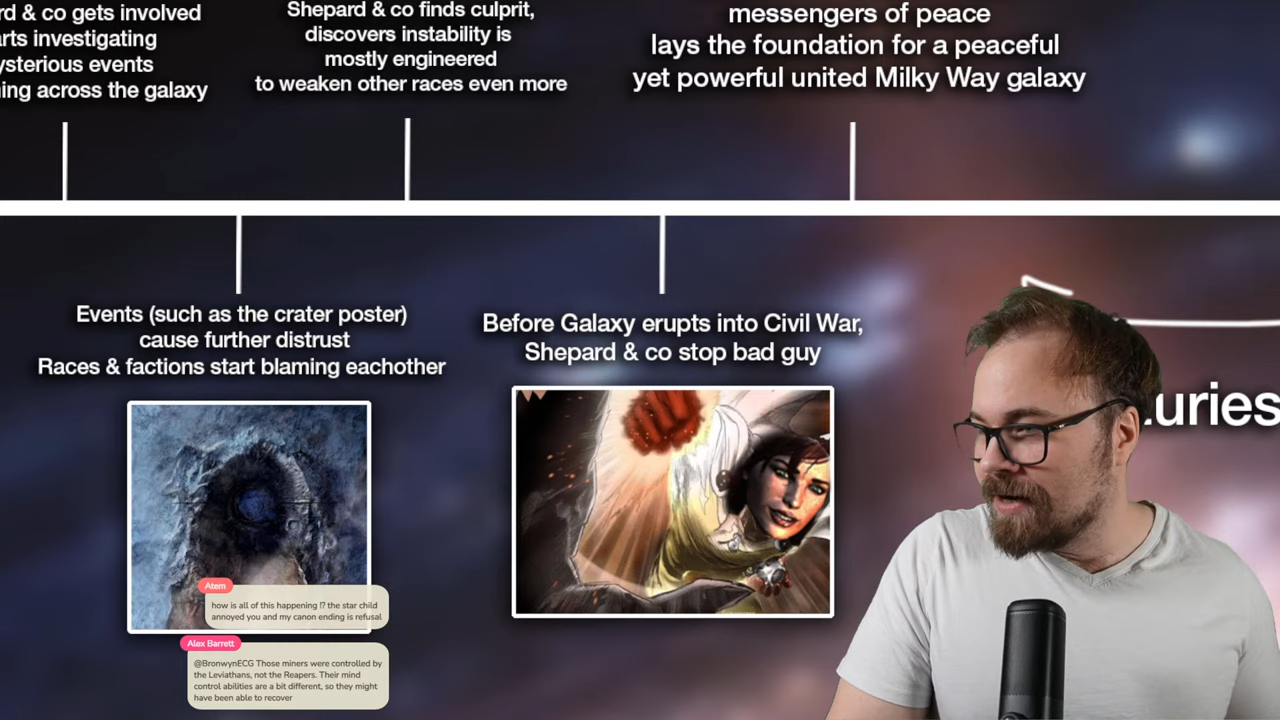 rd & co gets involved
arts investigating
ysterious events
ing across the galaxy
Shepard & co finds culprit,
discovers instability is
mostly engineered
to weaken other races even more
messengers of peace
lays the foundation for a peaceful
yet powerful united Milky Way galaxy
Events (such as the crater poster)
cause further distrust
Races & factions start blaming eachother
Before Galaxy erupts into Civil War,
Shepard & co stop bad guy
uries
Atem
how is all of this happening !? the star child
annoyed you and my canon ending is refusal
Alex Barrett
@BronwynECG Those miners were controlled by
the Leviathans, not the Reapers. Their mind
control abilities are a bit different, so they might
have been able to recover